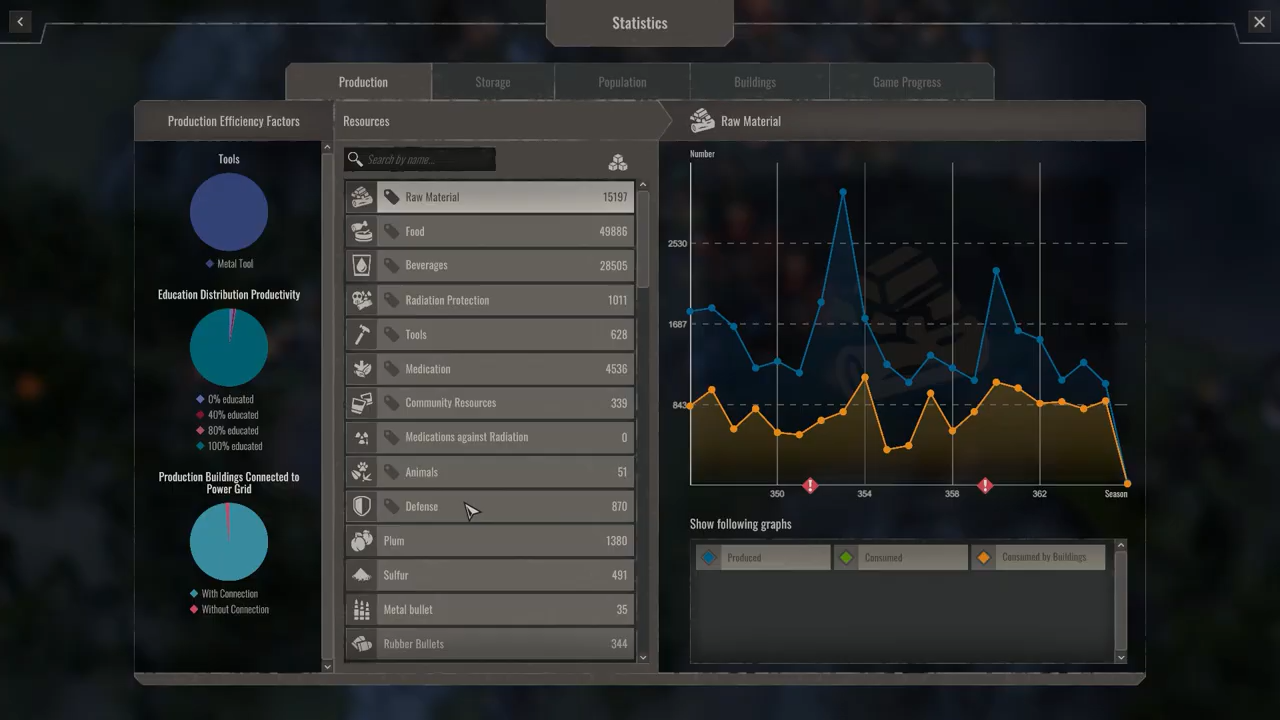 Statistics
Production
Storage
Population
Buildings
Game Progress
Production Efficiency Factors
Tools
Metal Tool
Education Distribution Productivity
0% educated
40% educated
80% educated
100% educated
Production Buildings Connected to
Power Grid
With Connection
Without Connection
Resources
Search by name...
Raw Material 15197
Food 49886
Beverages 28505
Radiation Protection 1011
Tools 628
Medication 4536
Community Resources 339
Medications against Radiation 0
Animals 51
Defense 870
Plum 1380
Sulfur 491
Metal bullet 35
Rubber Bullets 344
Raw Material
Number
2530
1687
843
350 354 358 362 Season
Show following graphs
Produced
Consumed
Consumed by Buildings